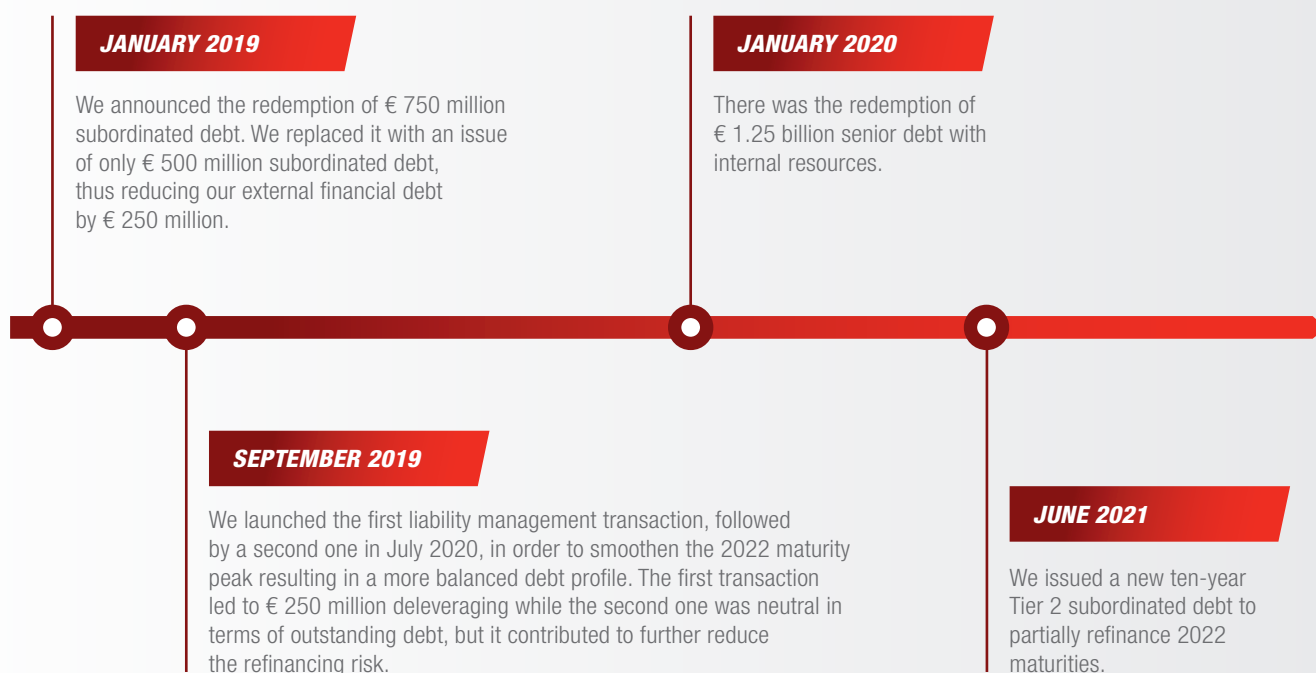 JANUARY 2019
We announced the redemption of € 750 million
subordinated debt. We replaced it with an issue
of only € 500 million subordinated debt,
thus reducing our external financial debt
by € 250 million.
JANUARY 2020
There was the redemption of
€ 1.25 billion senior debt with
internal resources.
SEPTEMBER 2019
We launched the first liability management transaction, followed
by a second one in July 2020, in order to smoothen the 2022 maturity
peak resulting in a more balanced debt profile. The first transaction
led to € 250 million deleveraging while the second one was neutral in
terms of outstanding debt, but it contributed to further reduce
the refinancing risk.
JUNE 2021
We issued a new ten-year
Tier 2 subordinated debt to
partially refinance 2022
maturities.